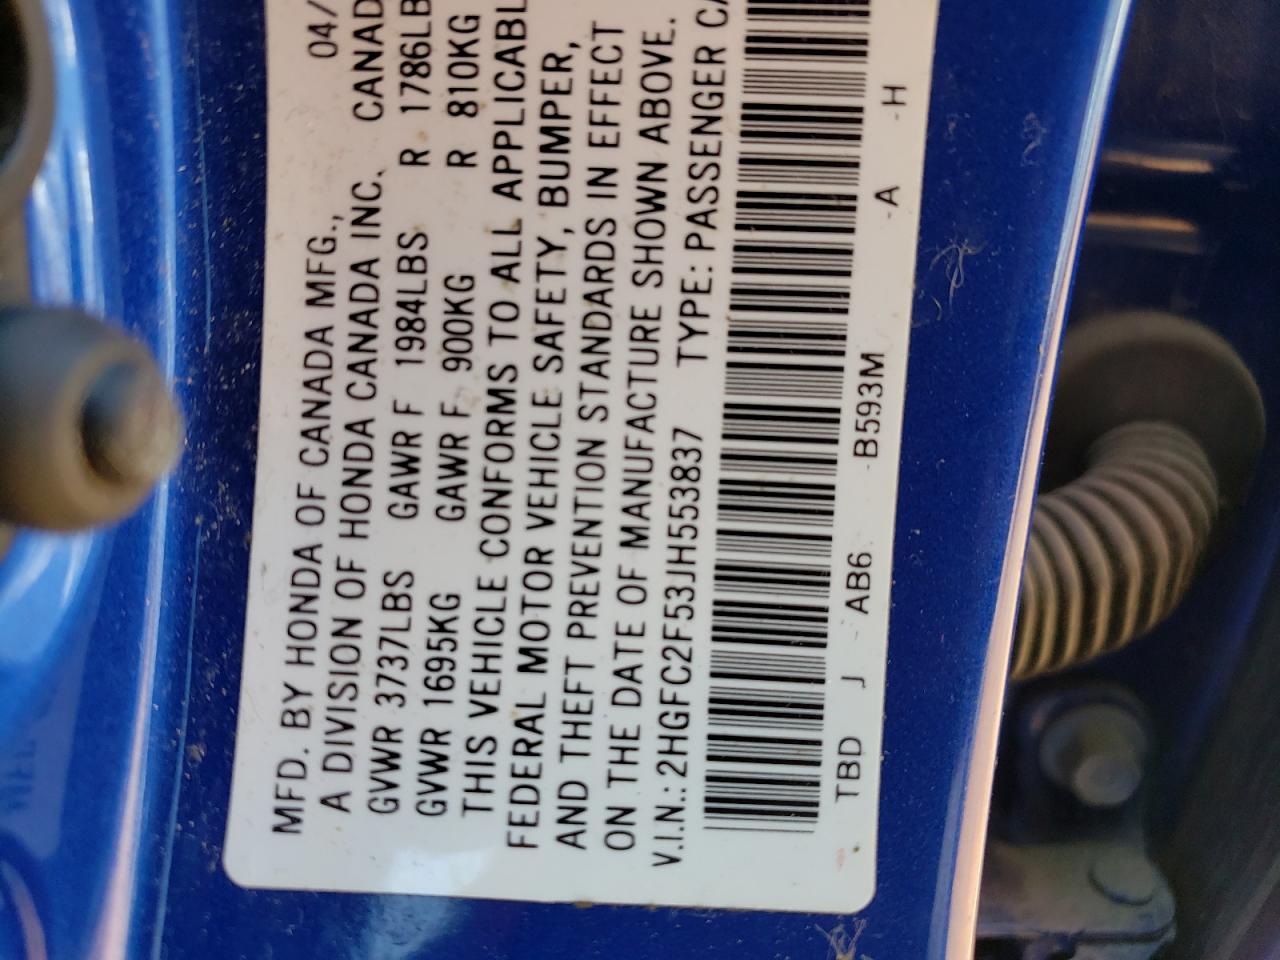 MFD. BY HONDA OF CANADA MFG., 04/
A DIVISION OF HONDA CANADA INC. CANAD
GVWR 3737LBS GAWR F 1984LBS R 1786LB
GVWR 1695KG GAWR F 900KG R 810KG
THIS VEHICLE CONFORMS TO ALL APPLICABL
FEDERAL MOTOR VEHICLE SAFETY, BUMPER,
AND THEFT PREVENTION STANDARDS IN EFFECT
ON THE DATE OF MANUFACTURE SHOWN ABOVE.
V.I.N.: 2HGFC2F53JH553837 TYPE: PASSENGER CA
TBD J - AB6 - B593M -A -H